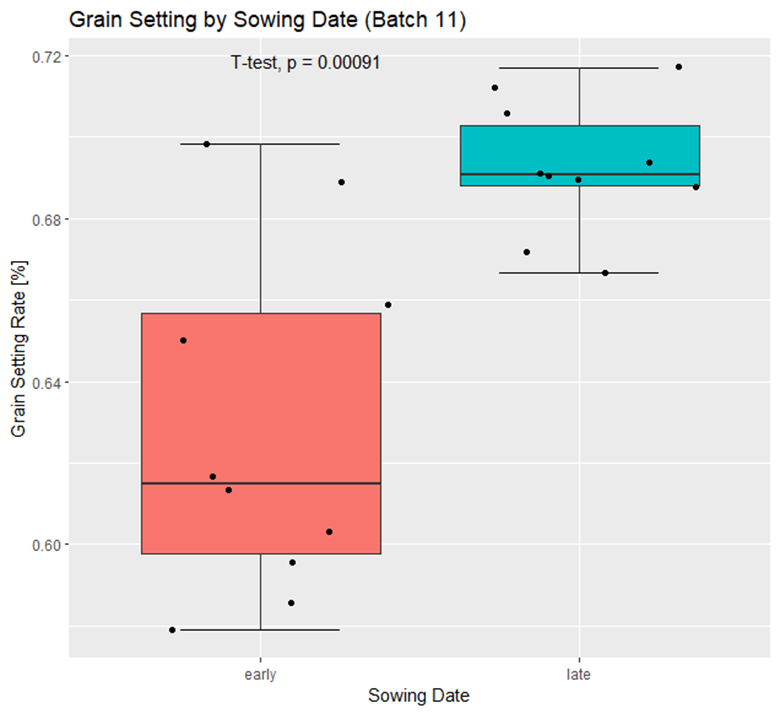 Grain Setting by Sowing Date (Batch 11)
T-test, p = 0.00091
0.72
0.68
0.64
0.60
Grain Setting Rate [%]
early late
Sowing Date